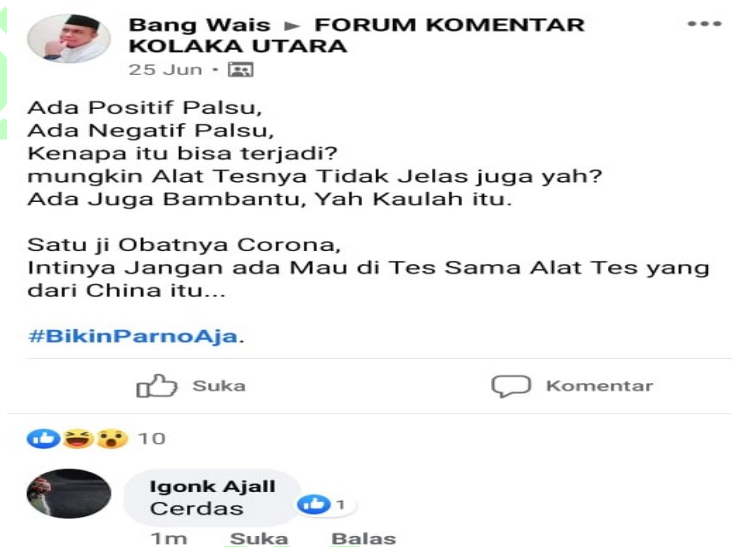 Bang Wais ► FORUM KOMENTAR
KOLAKA UTARA
25 Jun ·
Ada Positif Palsu,
Ada Negatif Palsu,
Kenapa itu bisa terjadi?
mungkin Alat Tesnya Tidak Jelas juga yah?
Ada Juga Bambantu, Yah Kaulah itu.
Satu ji Obatnya Corona,
Intinya Jangan ada Mau di Tes Sama Alat Tes yang
dari China itu...
#BikinParnoAja.
Suka Komentar
10
Igonk Ajall
Cerdas 1
1m Suka Balas